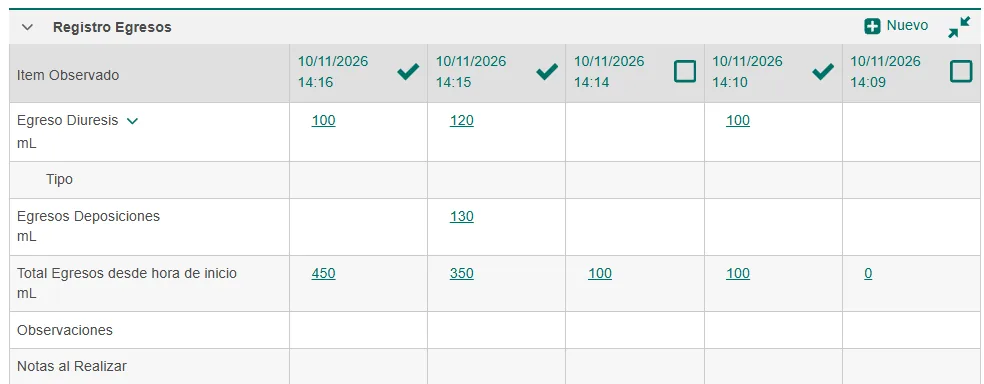 Registro Egresos
Nuevo
Item Observado
10/11/2026 14:16
10/11/2026 14:15
10/11/2026 14:14
10/11/2026 14:10
10/11/2026 14:09
Egreso Diuresis
mL
100
120
100
Tipo
Egresos Deposiciones
mL
130
Total Egresos desde hora de inicio
mL
450
350
100
100
0
Observaciones
Notas al Realizar